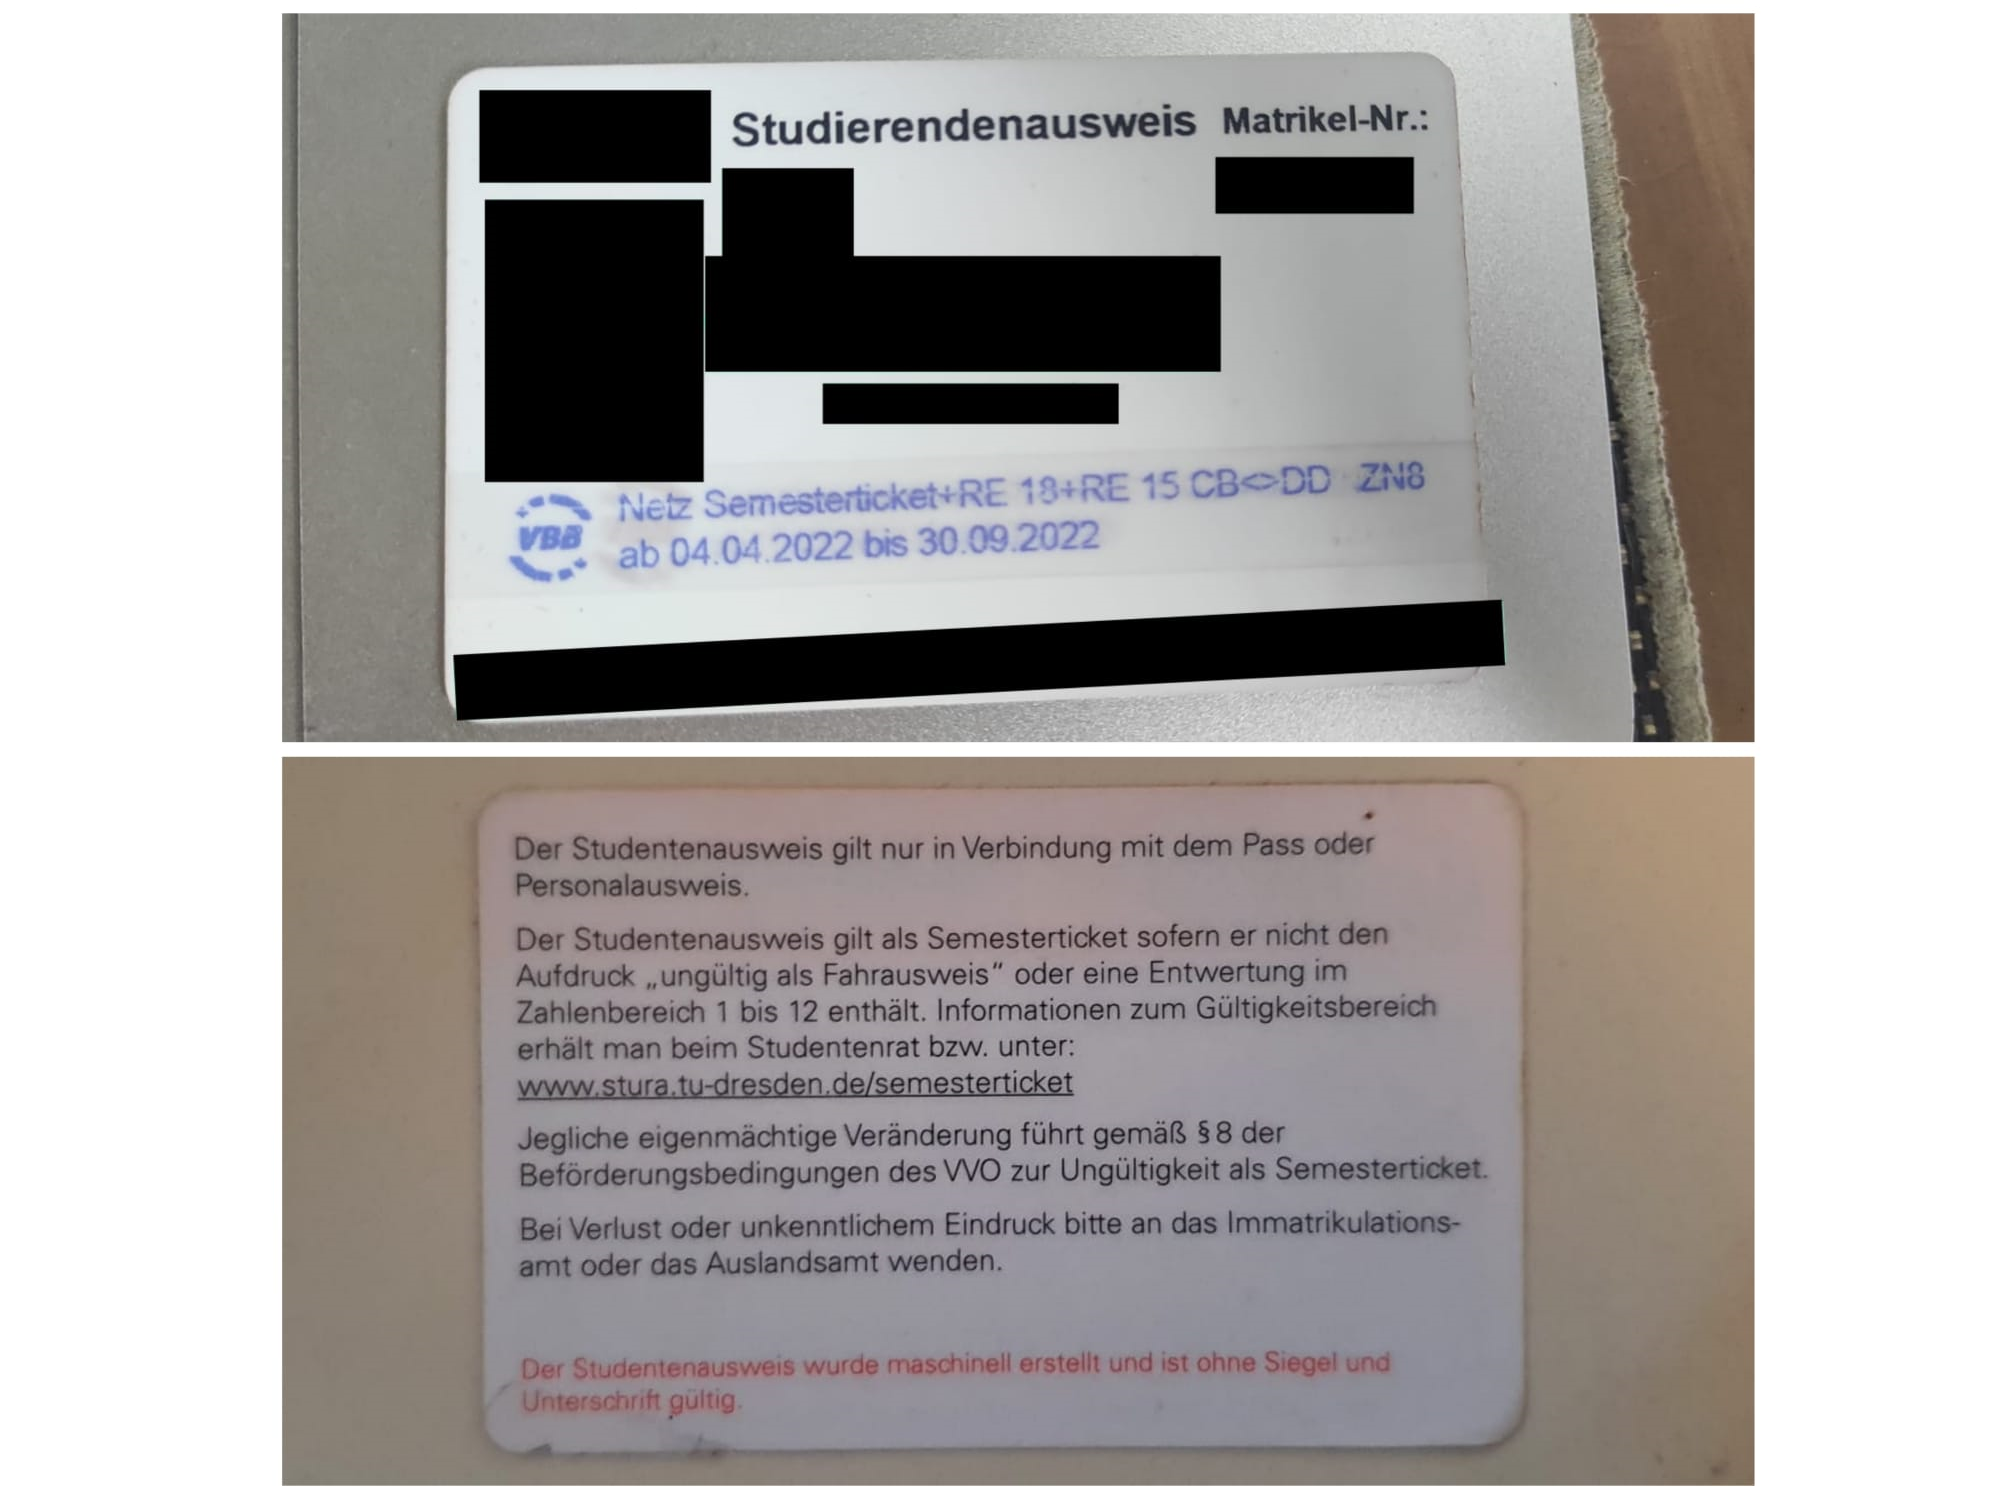 Studierendenausweis Matrikel-Nr.:
VBB
Netz Semesterticket+RE 18+RE 15 CB<>DD ZN8
ab 04.04.2022 bis 30.09.2022
Der Studentenausweis gilt nur in Verbindung mit dem Pass oder
Personalausweis.
Der Studentenausweis gilt als Semesterticket sofern er nicht den
Aufdruck „ungültig als Fahrausweis“ oder eine Entwertung im
Zahlenbereich 1 bis 12 enthält. Informationen zum Gültigkeitsbereich
erhält man beim Studentenrat bzw. unter:
www.stura.tu-dresden.de/semesterticket
Jegliche eigenmächtige Veränderung führt gemäß § 8 der
Beförderungsbedingungen des VVO zur Ungültigkeit als Semesterticket.
Bei Verlust oder unkenntlichem Eindruck bitte an das Immatrikulations-
amt oder das Auslandsamt wenden.
Der Studentenausweis wurde maschinell erstellt und ist ohne Siegel und
Unterschrift gültig.